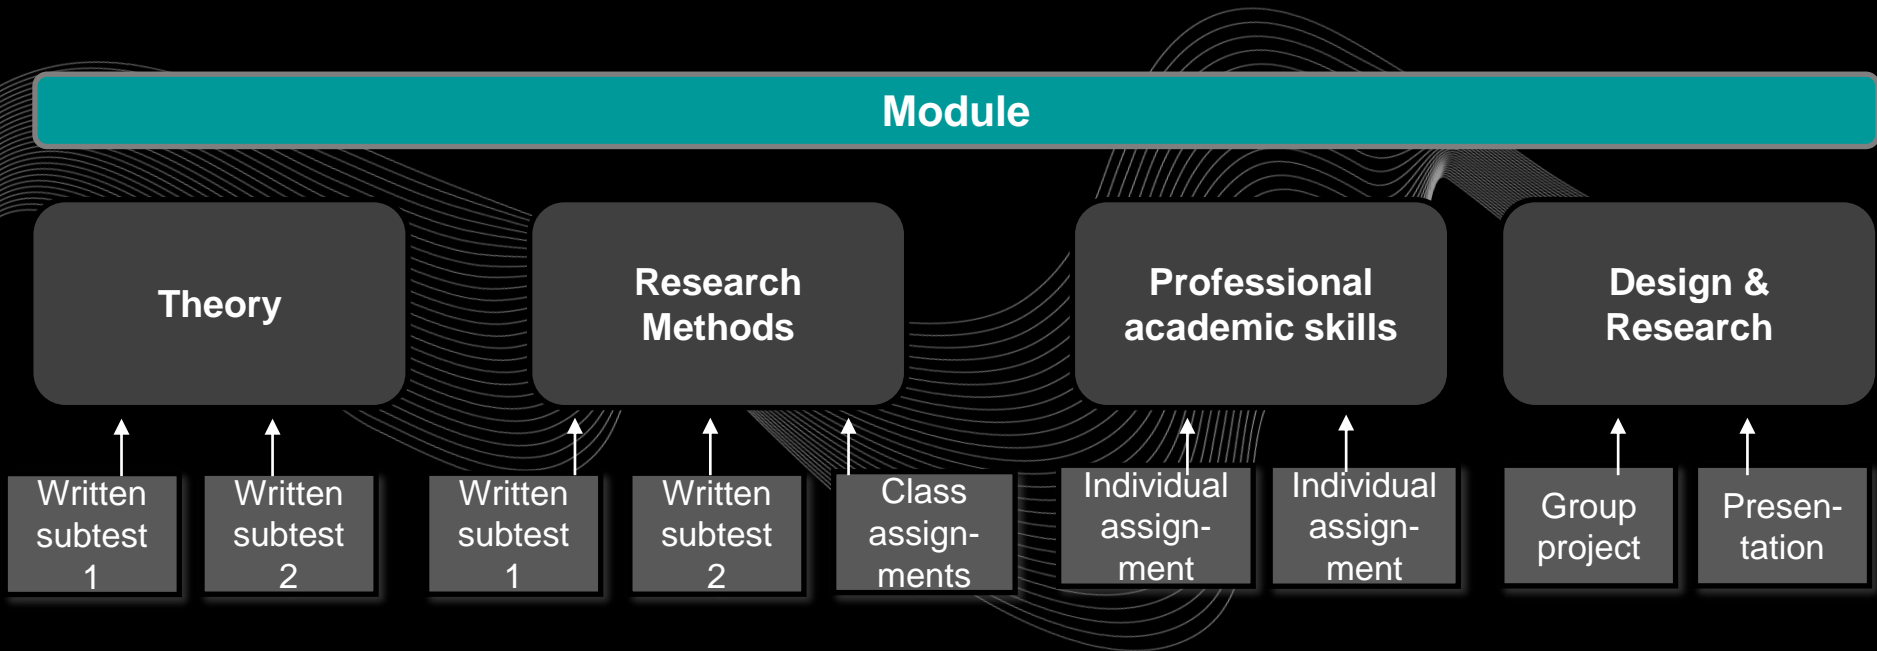 Module
Theory
Research
Methods
Professional
academic skills
Design &
Research
Written
subtest
1
Written
subtest
2
Written
subtest
1
Written
subtest
2
Class
assign-
ments
Individual
assign-
ment
Individual
assign-
ment
Group
project
Presen-
tation